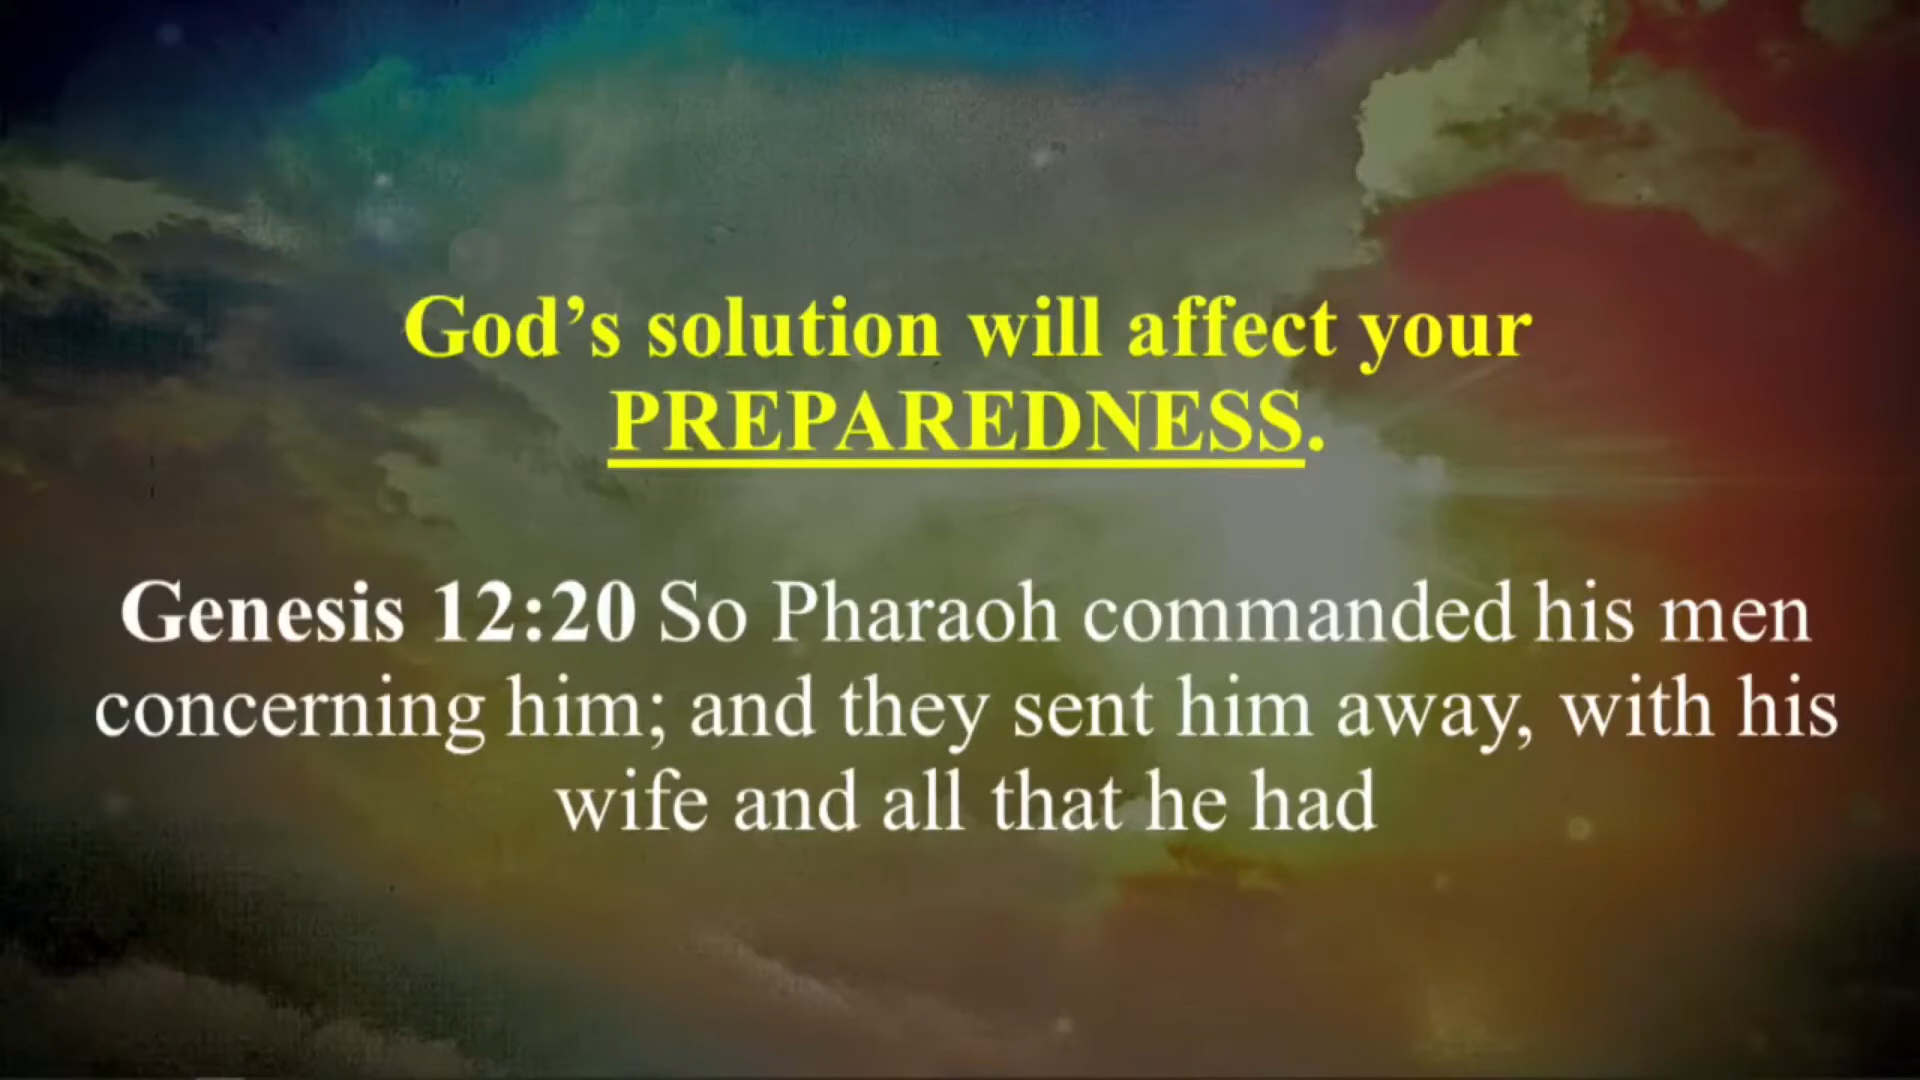 God’s solution will affect your
PREPAREDNESS.
Genesis 12:20 So Pharaoh commanded his men
concerning him; and they sent him away, with his
wife and all that he had